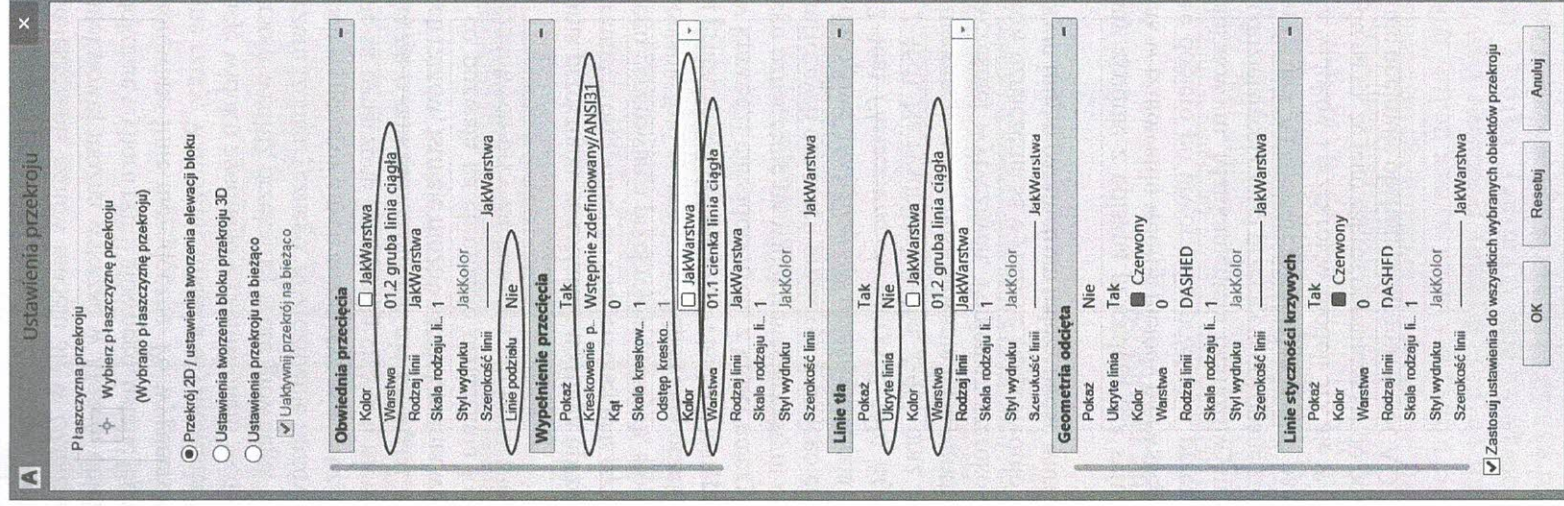 A Ustawienia przekroju ×
Płaszczyzna przekroju
Wybierz płaszczyznę przekroju
(Wybrano płaszczyznę przekroju)
Przekrój 2D / ustawienia tworzenia elewacji bloku
Ustawienia tworzenia bloku przekroju 3D
Ustawienia przekroju na bieżąco
Uaktywnij przekrój na bieżąco
Obwiednia przecięcia –
Kolor JakWarstwa
Warstwa 01.2 gruba linia ciągła
Rodzaj linii JakWarstwa
Skala rodzaju li... 1
Styl wydruku JakKolor
Szerokość linii JakWarstwa
Linie podziału Nie
Wypełnienie przecięcia –
Pokaż Tak
Kreskowanie p. Wstępnie zdefiniowany/ANSI31
Kąt 0
Skala kreskow... 1
Odstęp kresko... 1
Kolor JakWarstwa
Warstwa 01.1 cienka linia ciągła
Rodzaj linii JakWarstwa
Skala rodzaju li... 1
Styl wydruku JakKolor
Szerokość linii JakWarstwa
Linie tła –
Pokaż Tak
Ukryte linia Nie
Kolor JakWarstwa
Warstwa 01.2 gruba linia ciągła
Rodzaj linii JakWarstwa
Skala rodzaju li... 1
Styl wydruku JakKolor
Szerokość linii JakWarstwa
Geometria odcięta –
Pokaż Nie
Ukryte linia Tak
Kolor Czerwony
Warstwa 0
Rodzaj linii DASHED
Skala rodzaju li... 1
Styl wydruku JakKolor
Szerokość linii JakWarstwa
Linie styczności krzywych –
Pokaż Tak
Kolor Czerwony
Warstwa 0
Rodzaj linii DASHED
Skala rodzaju li... 1
Styl wydruku JakKolor
Szerokość linii JakWarstwa
Zastosuj ustawienia do wszystkich wybranych obiektów przekroju
OK Resetuj Anuluj